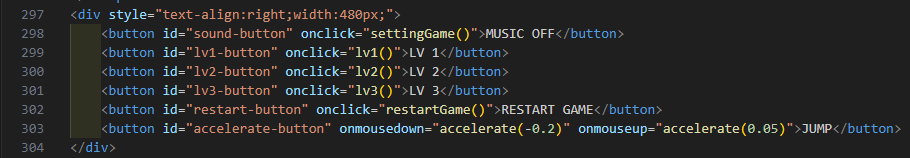 297 <div style="text-align:right;width:480px;">
298 <button id="sound-button" onclick="settingGame()">MUSIC OFF</button>
299 <button id="lv1-button" onclick="lv1()">LV 1</button>
300 <button id="lv2-button" onclick="lv2()">LV 2</button>
301 <button id="lv3-button" onclick="lv3()">LV 3</button>
302 <button id="restart-button" onclick="restartGame()">RESTART GAME</button>
303 <button id="accelerate-button" onmousedown="accelerate(-0.2)" onmouseup="accelerate(0.05)">JUMP</button>
304 </div>